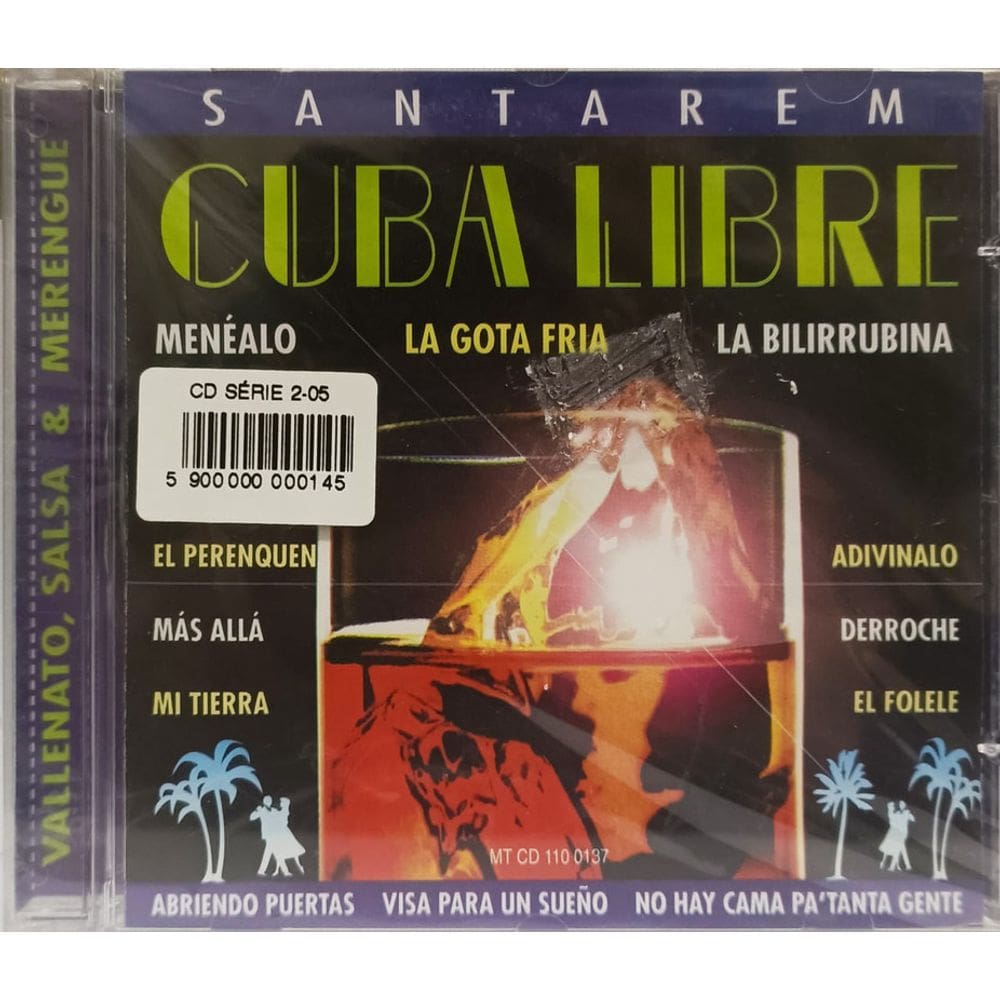 VALLENATO, SALSA & MERENGUE
SANTAREM
CUBA LIBRE
MENÉALO LA GOTA FRIA LA BILIRRUBINA
CD SÉRIE 2-05
5 900000 000145
EL PERENQUEN ADIVINALO
MÁS ALLÁ DERROCHE
MI TIERRA EL FOLELE
MT CD 110 0137
ABRIENDO PUERTAS VISA PARA UN SUEÑO NO HAY CAMA PA'TANTA GENTE